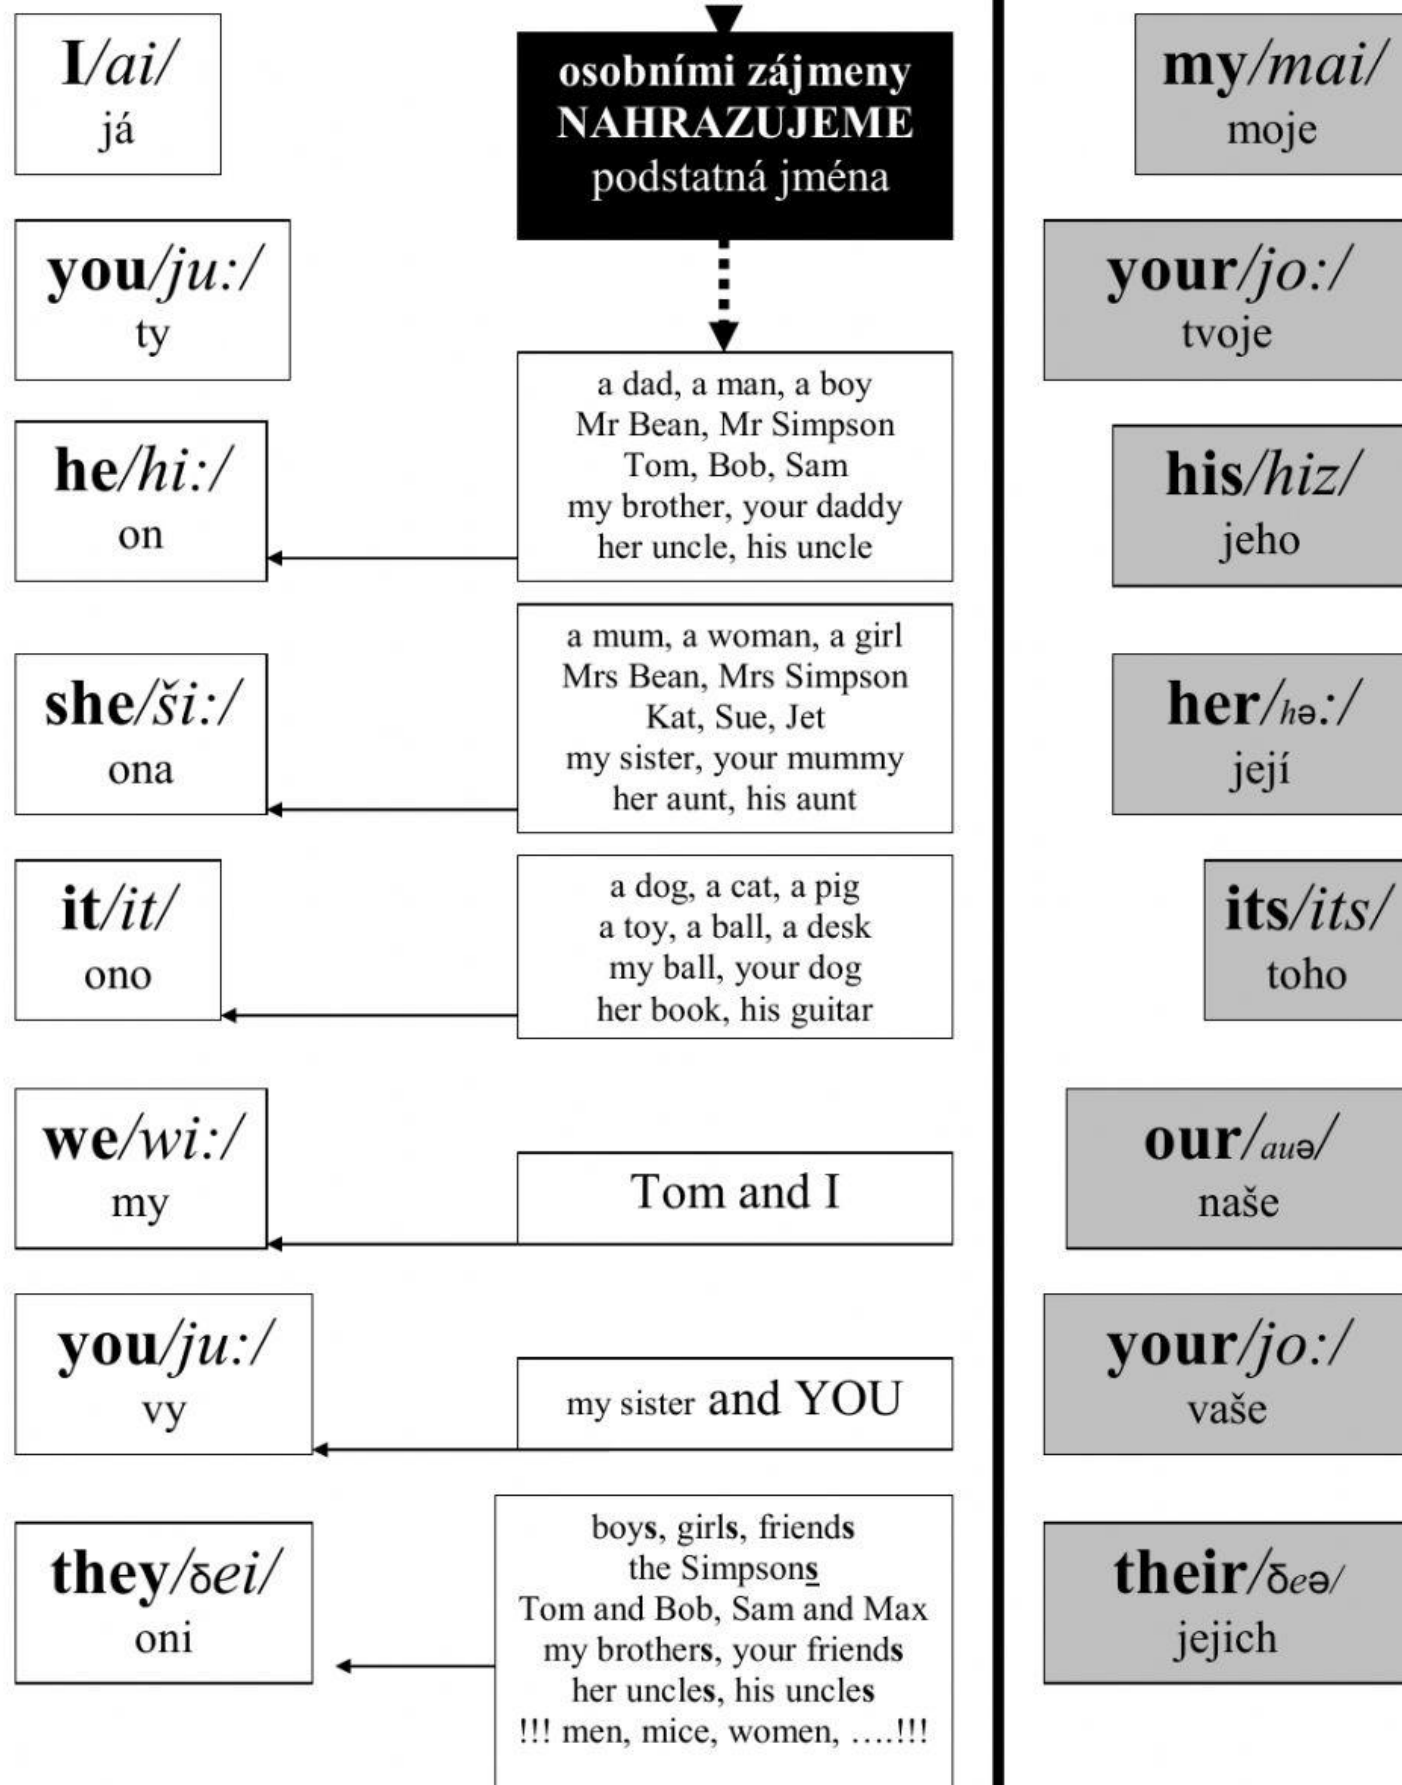 I/ai/
já
osobními zájmeny
NAHRAZUJEME
podstatná jména
my/mai/
moje
you/ju:/
ty
your/jo:/
tvoje
he/hi:/
on
a dad, a man, a boy
Mr Bean, Mr Simpson
Tom, Bob, Sam
my brother, your daddy
her uncle, his uncle
his/hiz/
jeho
she/ši:/
ona
a mum, a woman, a girl
Mrs Bean, Mrs Simpson
Kat, Sue, Jet
my sister, your mummy
her aunt, his aunt
her/hə:/
její
it/it/
ono
a dog, a cat, a pig
a toy, a ball, a desk
my ball, your dog
her book, his guitar
its/its/
toho
we/wi:/
my
Tom and I
our/auə/
naše
you/ju:/
vy
my sister and YOU
your/jo:/
vaše
they/δei/
oni
boys, girls, friends
the Simpsons
Tom and Bob, Sam and Max
my brothers, your friends
her uncles, his uncles
!!! men, mice, women, ….!!!
their/δeə/
jejich